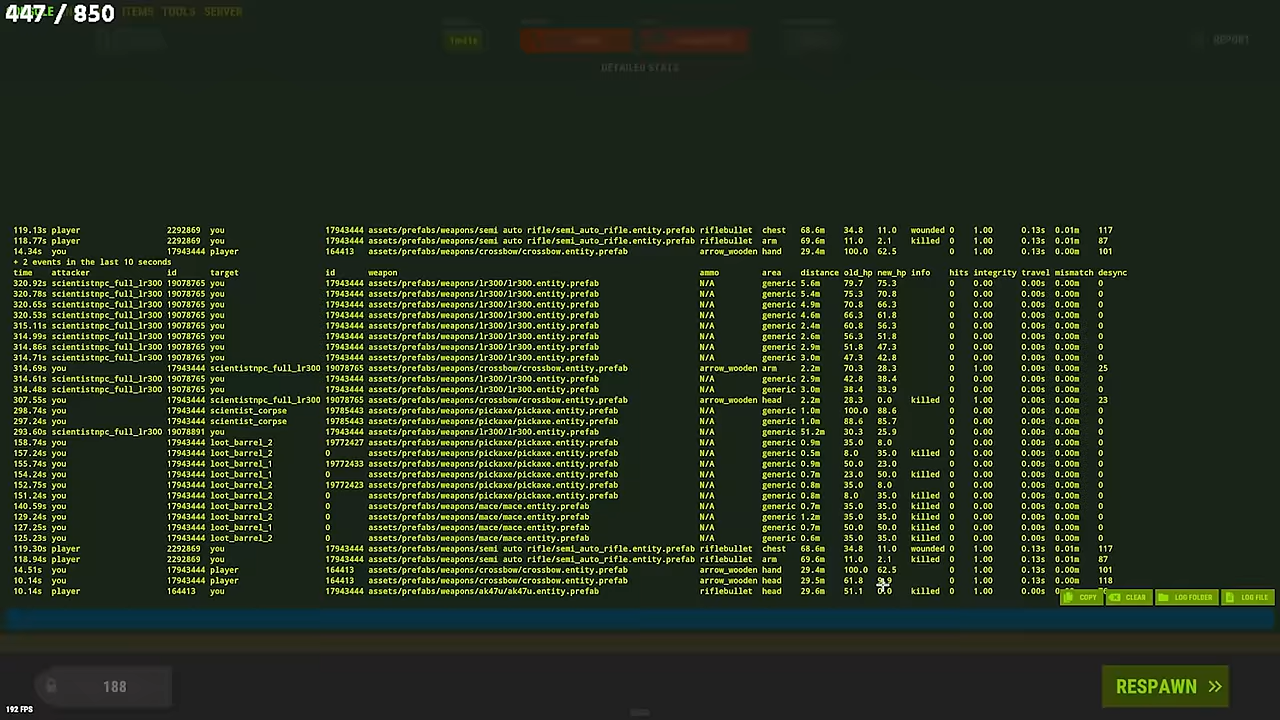 447 / 850
CONSOLE ITEMS TOOLS SERVER
REPORT
DETAILED STATS
119.13s player 2292869 you 17943444 assets/prefabs/weapons/semi auto rifle/semi_auto_rifle.entity.prefab riflebullet chest 68.6m 34.8 11.0 wounded 0 1.00 0.13s 0.01m 117
118.77s player 2292869 you 17943444 assets/prefabs/weapons/semi auto rifle/semi_auto_rifle.entity.prefab riflebullet arm 69.6m 11.0 2.1 killed 0 1.00 0.13s 0.01m 87
14.34s you 17943444 player 164413 assets/prefabs/weapons/crossbow/crossbow.entity.prefab arrow_wooden hand 29.4m 100.0 62.5 0 1.00 0.13s 0.00m 101
+ 2 events in the last 10 seconds
time attacker id target id weapon ammo area distance old_hp new_hp info hits integrity travel mismatch desync
320.92s scientistnpc_full_lr300 19078765 you 17943444 assets/prefabs/weapons/lr300/lr300.entity.prefab N/A generic 5.6m 79.7 75.3 0 0.00 0.00s 0.00m 0
320.78s scientistnpc_full_lr300 19078765 you 17943444 assets/prefabs/weapons/lr300/lr300.entity.prefab N/A generic 5.4m 75.3 70.8 0 0.00 0.00s 0.00m 0
320.65s scientistnpc_full_lr300 19078765 you 17943444 assets/prefabs/weapons/lr300/lr300.entity.prefab N/A generic 4.9m 70.8 66.3 0 0.00 0.00s 0.00m 0
320.53s scientistnpc_full_lr300 19078765 you 17943444 assets/prefabs/weapons/lr300/lr300.entity.prefab N/A generic 4.6m 66.3 61.8 0 0.00 0.00s 0.00m 0
315.11s scientistnpc_full_lr300 19078765 you 17943444 assets/prefabs/weapons/lr300/lr300.entity.prefab N/A generic 2.4m 60.8 56.3 0 0.00 0.00s 0.00m 0
314.99s scientistnpc_full_lr300 19078765 you 17943444 assets/prefabs/weapons/lr300/lr300.entity.prefab N/A generic 2.6m 56.3 51.8 0 0.00 0.00s 0.00m 0
314.86s scientistnpc_full_lr300 19078765 you 17943444 assets/prefabs/weapons/lr300/lr300.entity.prefab N/A generic 2.9m 51.8 47.3 0 0.00 0.00s 0.00m 0
314.71s scientistnpc_full_lr300 19078765 you 17943444 assets/prefabs/weapons/lr300/lr300.entity.prefab N/A generic 3.0m 47.3 42.8 0 0.00 0.00s 0.00m 0
314.69s you 17943444 scientistnpc_full_lr300 19078765 assets/prefabs/weapons/crossbow/crossbow.entity.prefab arrow_wooden arm 2.2m 70.3 28.3 0 1.00 0.00s 0.00m 25
314.61s scientistnpc_full_lr300 19078765 you 17943444 assets/prefabs/weapons/lr300/lr300.entity.prefab N/A generic 2.9m 42.8 38.4 0 0.00 0.00s 0.00m 0
314.48s scientistnpc_full_lr300 19078765 you 17943444 assets/prefabs/weapons/lr300/lr300.entity.prefab N/A generic 3.0m 38.4 33.9 0 0.00 0.00s 0.00m 0
307.55s you 17943444 scientistnpc_full_lr300 19078765 assets/prefabs/weapons/crossbow/crossbow.entity.prefab arrow_wooden head 2.2m 28.3 0.0 killed 0 1.00 0.00s 0.00m 23
298.74s you 17943444 scientist_corpse 19785443 assets/prefabs/weapons/pickaxe/pickaxe.entity.prefab N/A generic 1.0m 100.0 88.6 0 0.00 0.00s 0.00m 0
297.24s you 17943444 scientist_corpse 19785443 assets/prefabs/weapons/pickaxe/pickaxe.entity.prefab N/A generic 1.0m 88.6 85.7 0 0.00 0.00s 0.00m 0
293.60s scientistnpc_full_lr300 19078891 you 17943444 assets/prefabs/weapons/lr300/lr300.entity.prefab N/A generic 51.2m 30.3 25.9 0 0.00 0.00s 0.00m 0
158.74s you 17943444 loot_barrel_2 19772427 assets/prefabs/weapons/pickaxe/pickaxe.entity.prefab N/A generic 0.9m 35.0 8.0 0 0.00 0.00s 0.00m 0
157.24s you 17943444 loot_barrel_2 0 assets/prefabs/weapons/pickaxe/pickaxe.entity.prefab N/A generic 0.5m 8.0 35.0 killed 0 0.00 0.00s 0.00m 0
155.74s you 17943444 loot_barrel_1 19772433 assets/prefabs/weapons/pickaxe/pickaxe.entity.prefab N/A generic 0.9m 50.0 23.0 0 0.00 0.00s 0.00m 0
154.24s you 17943444 loot_barrel_1 0 assets/prefabs/weapons/pickaxe/pickaxe.entity.prefab N/A generic 0.7m 23.0 50.0 killed 0 0.00 0.00s 0.00m 0
152.75s you 17943444 loot_barrel_2 19772423 assets/prefabs/weapons/pickaxe/pickaxe.entity.prefab N/A generic 0.8m 35.0 8.0 0 0.00 0.00s 0.00m 0
151.24s you 17943444 loot_barrel_2 0 assets/prefabs/weapons/pickaxe/pickaxe.entity.prefab N/A generic 0.8m 8.0 35.0 killed 0 0.00 0.00s 0.00m 0
140.59s you 17943444 loot_barrel_2 0 assets/prefabs/weapons/mace/mace.entity.prefab N/A generic 0.7m 35.0 35.0 killed 0 0.00 0.00s 0.00m 0
129.24s you 17943444 loot_barrel_2 0 assets/prefabs/weapons/mace/mace.entity.prefab N/A generic 1.2m 35.0 35.0 killed 0 0.00 0.00s 0.00m 0
127.25s you 17943444 loot_barrel_1 0 assets/prefabs/weapons/mace/mace.entity.prefab N/A generic 0.7m 50.0 50.0 killed 0 0.00 0.00s 0.00m 0
125.23s you 17943444 loot_barrel_2 0 assets/prefabs/weapons/mace/mace.entity.prefab N/A generic 0.6m 35.0 35.0 killed 0 0.00 0.00s 0.00m 0
119.30s player 2292869 you 17943444 assets/prefabs/weapons/semi auto rifle/semi_auto_rifle.entity.prefab riflebullet chest 68.6m 34.8 11.0 wounded 0 1.00 0.13s 0.01m 117
118.94s player 2292869 you 17943444 assets/prefabs/weapons/semi auto rifle/semi_auto_rifle.entity.prefab riflebullet arm 69.6m 11.0 2.1 killed 0 1.00 0.13s 0.01m 87
14.51s you 17943444 player 164413 assets/prefabs/weapons/crossbow/crossbow.entity.prefab arrow_wooden hand 29.4m 100.0 62.5 0 1.00 0.13s 0.00m 101
10.14s you 17943444 player 164413 assets/prefabs/weapons/crossbow/crossbow.entity.prefab arrow_wooden head 29.5m 61.8 0 1.00 0.13s 0.00m 118
10.14s player 164413 you 17943444 assets/prefabs/weapons/ak47u/ak47u.entity.prefab riflebullet head 29.6m 51.1 0.0 killed 0 1.00 0.00s
COPY CLEAR LOG FOLDER LOG FILE
188
RESPAWN
192 FPS